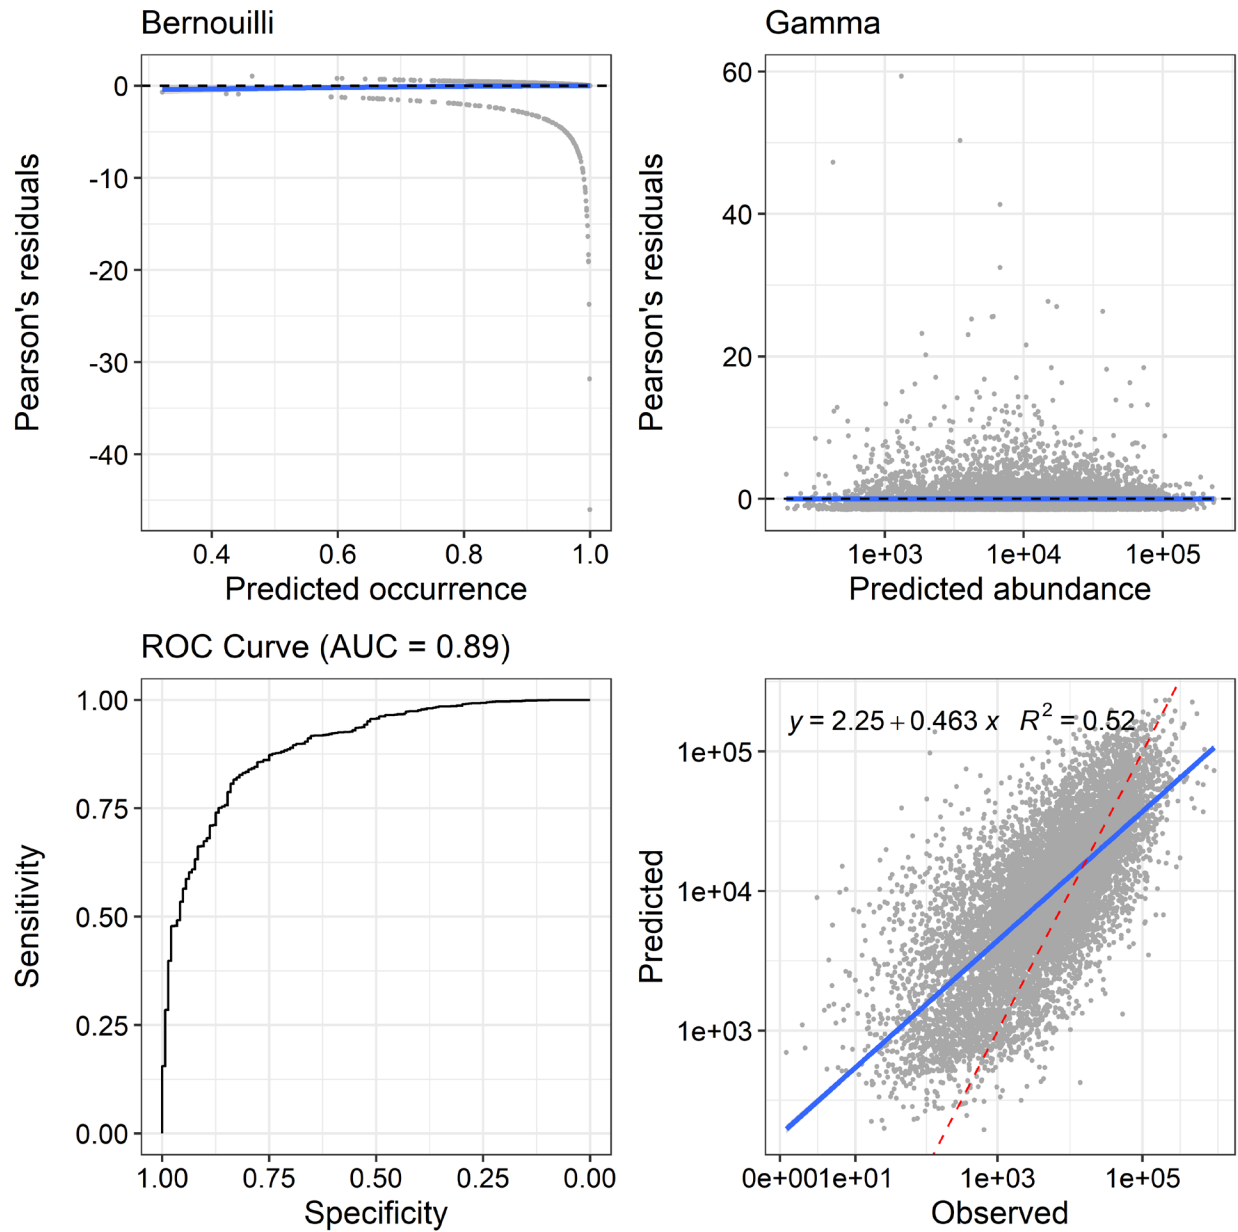 Bernouilli
0
-10
-20
-30
-40
Pearson's residuals
0.4 0.6 0.8 1.0
Predicted occurrence
Gamma
60
40
20
0
Pearson's residuals
1e+03 1e+04 1e+05
Predicted abundance
ROC Curve (AUC = 0.89)
1.00
0.75
0.50
0.25
0.00
Sensitivity
1.00 0.75 0.50 0.25 0.00
Specificity
y = 2.25 + 0.463 x R² = 0.52
1e+05
1e+04
1e+03
Predicted
0e+00 1e+01 1e+03 1e+05
Observed